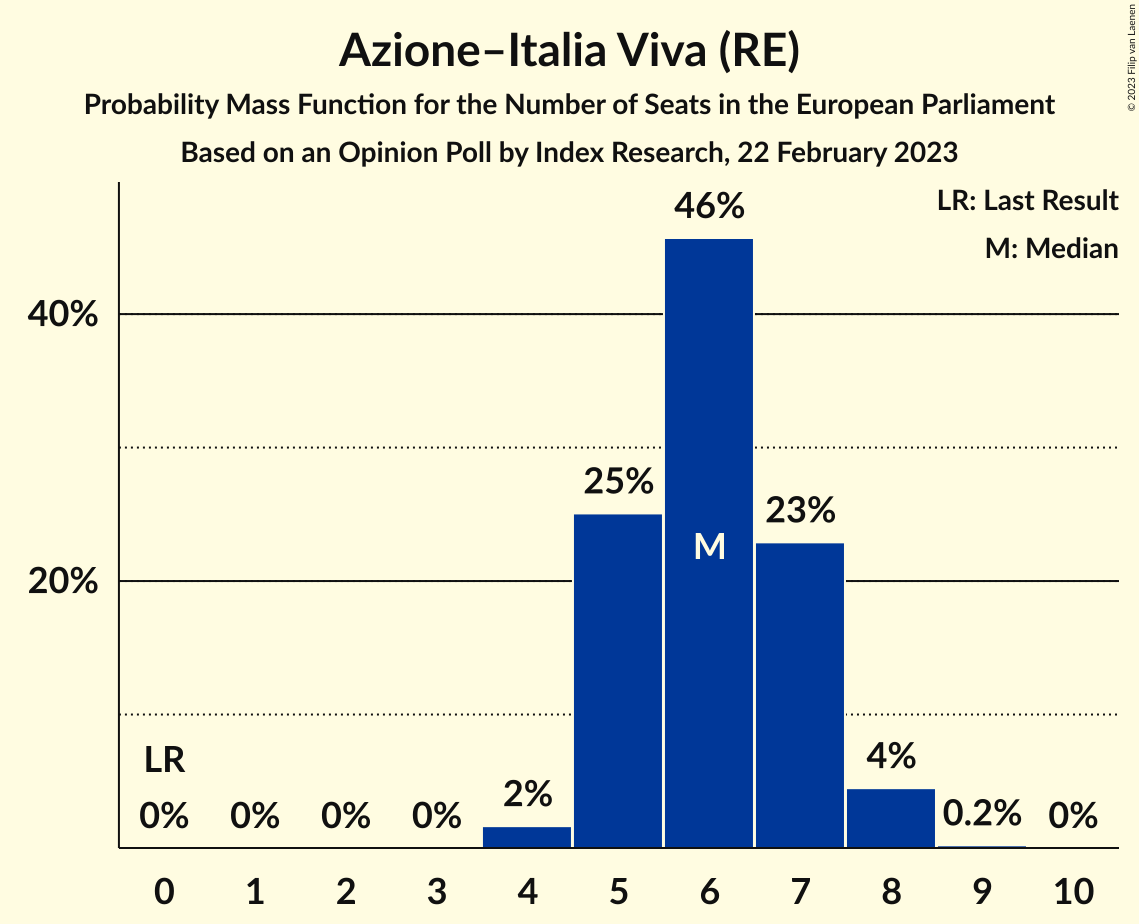 Azione–Italia Viva (RE)
Probability Mass Function for the Number of Seats in the European Parliament
Based on an Opinion Poll by Index Research, 22 February 2023
© 2023 Filip van Laenen
LR: Last Result
M: Median
46%
40%
25%
23%
M
20%
LR
4%
2%
0% 0% 0% 0% 0.2% 0%
0 1 2 3 4 5 6 7 8 9 10